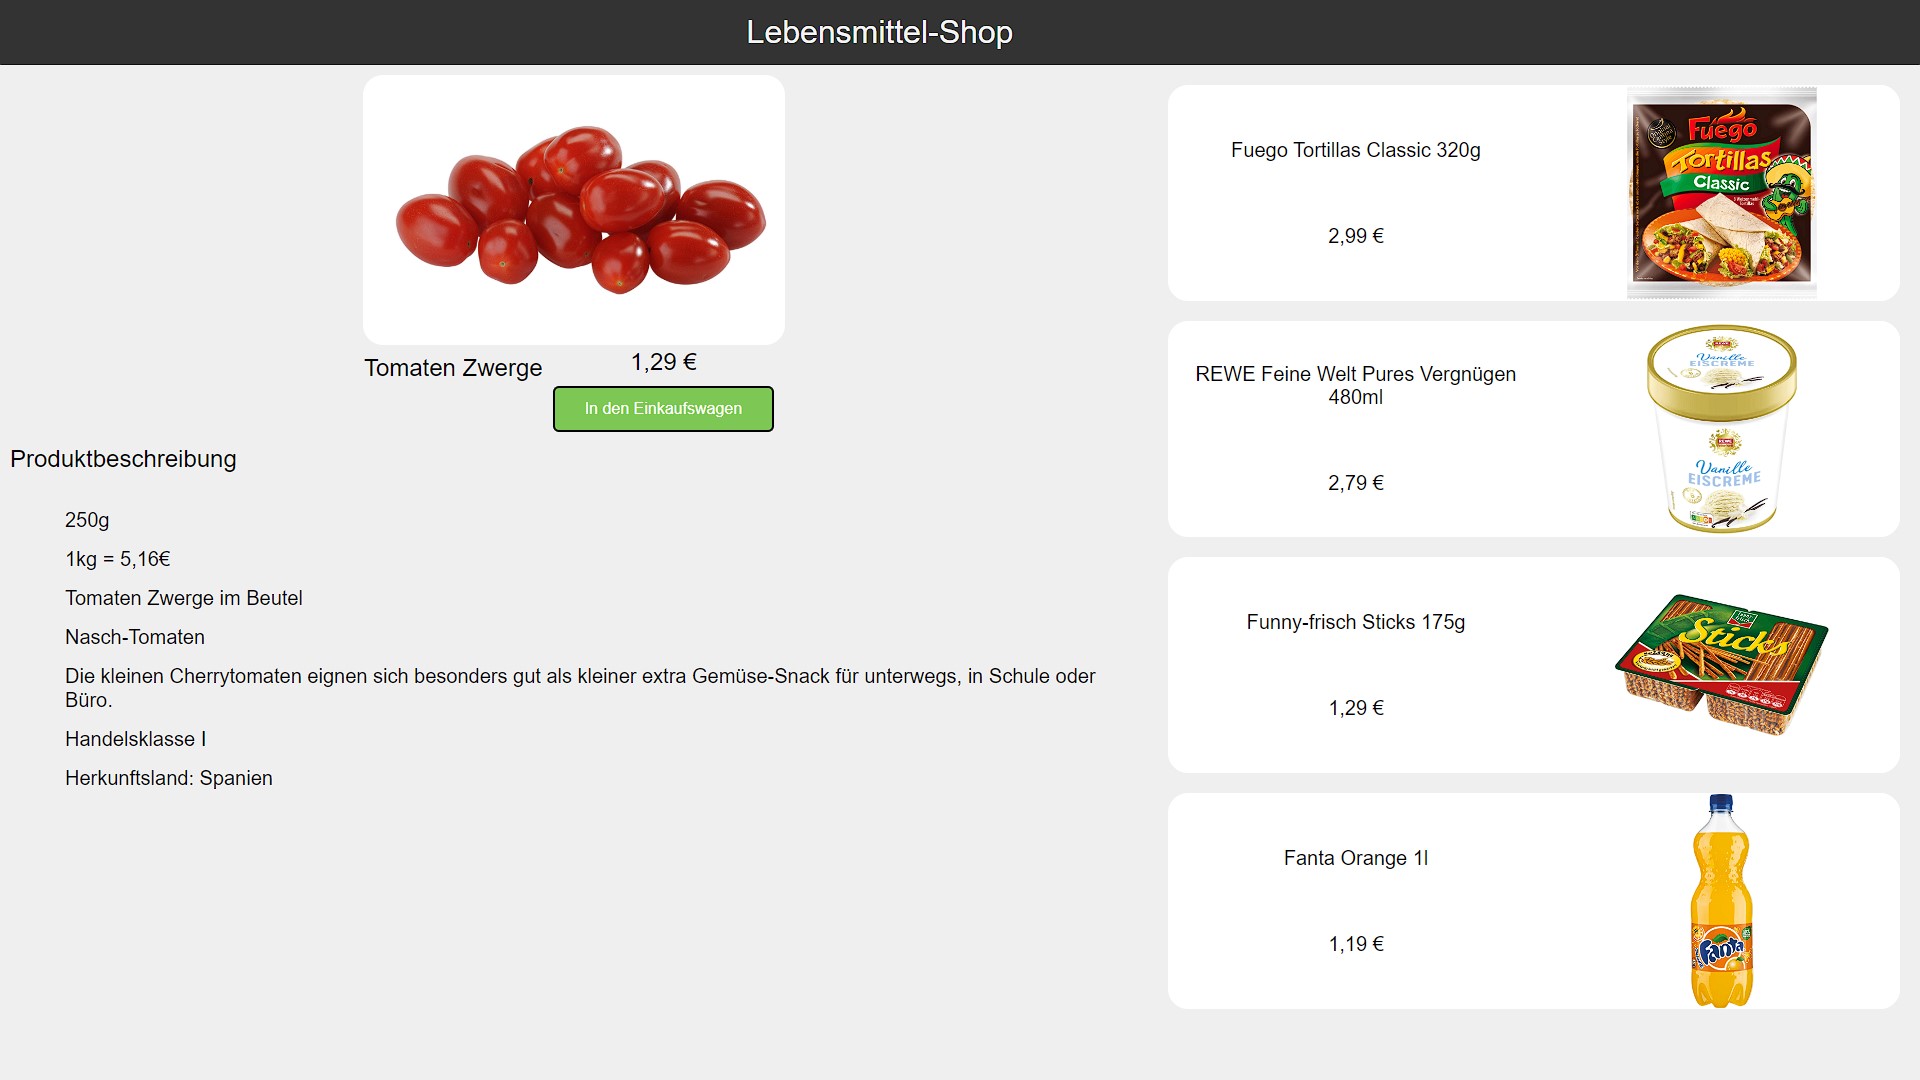 Lebensmittel-Shop
Tomaten Zwerge
1,29 €
In den Einkaufswagen
Produktbeschreibung
250g
1kg = 5,16€
Tomaten Zwerge im Beutel
Nasch-Tomaten
Die kleinen Cherrytomaten eignen sich besonders gut als kleiner extra Gemüse-Snack für unterwegs, in Schule oder
Büro.
Handelsklasse I
Herkunftsland: Spanien
Fuego Tortillas Classic 320g
2,99 €
Fuego
Tortillas
Classic
REWE Feine Welt Pures Vergnügen
480ml
2,79 €
Vanille
EISCREME
Vanille
EISCREME
Funny-frisch Sticks 175g
1,29 €
Sticks
Fanta Orange 1l
1,19 €
Fanta